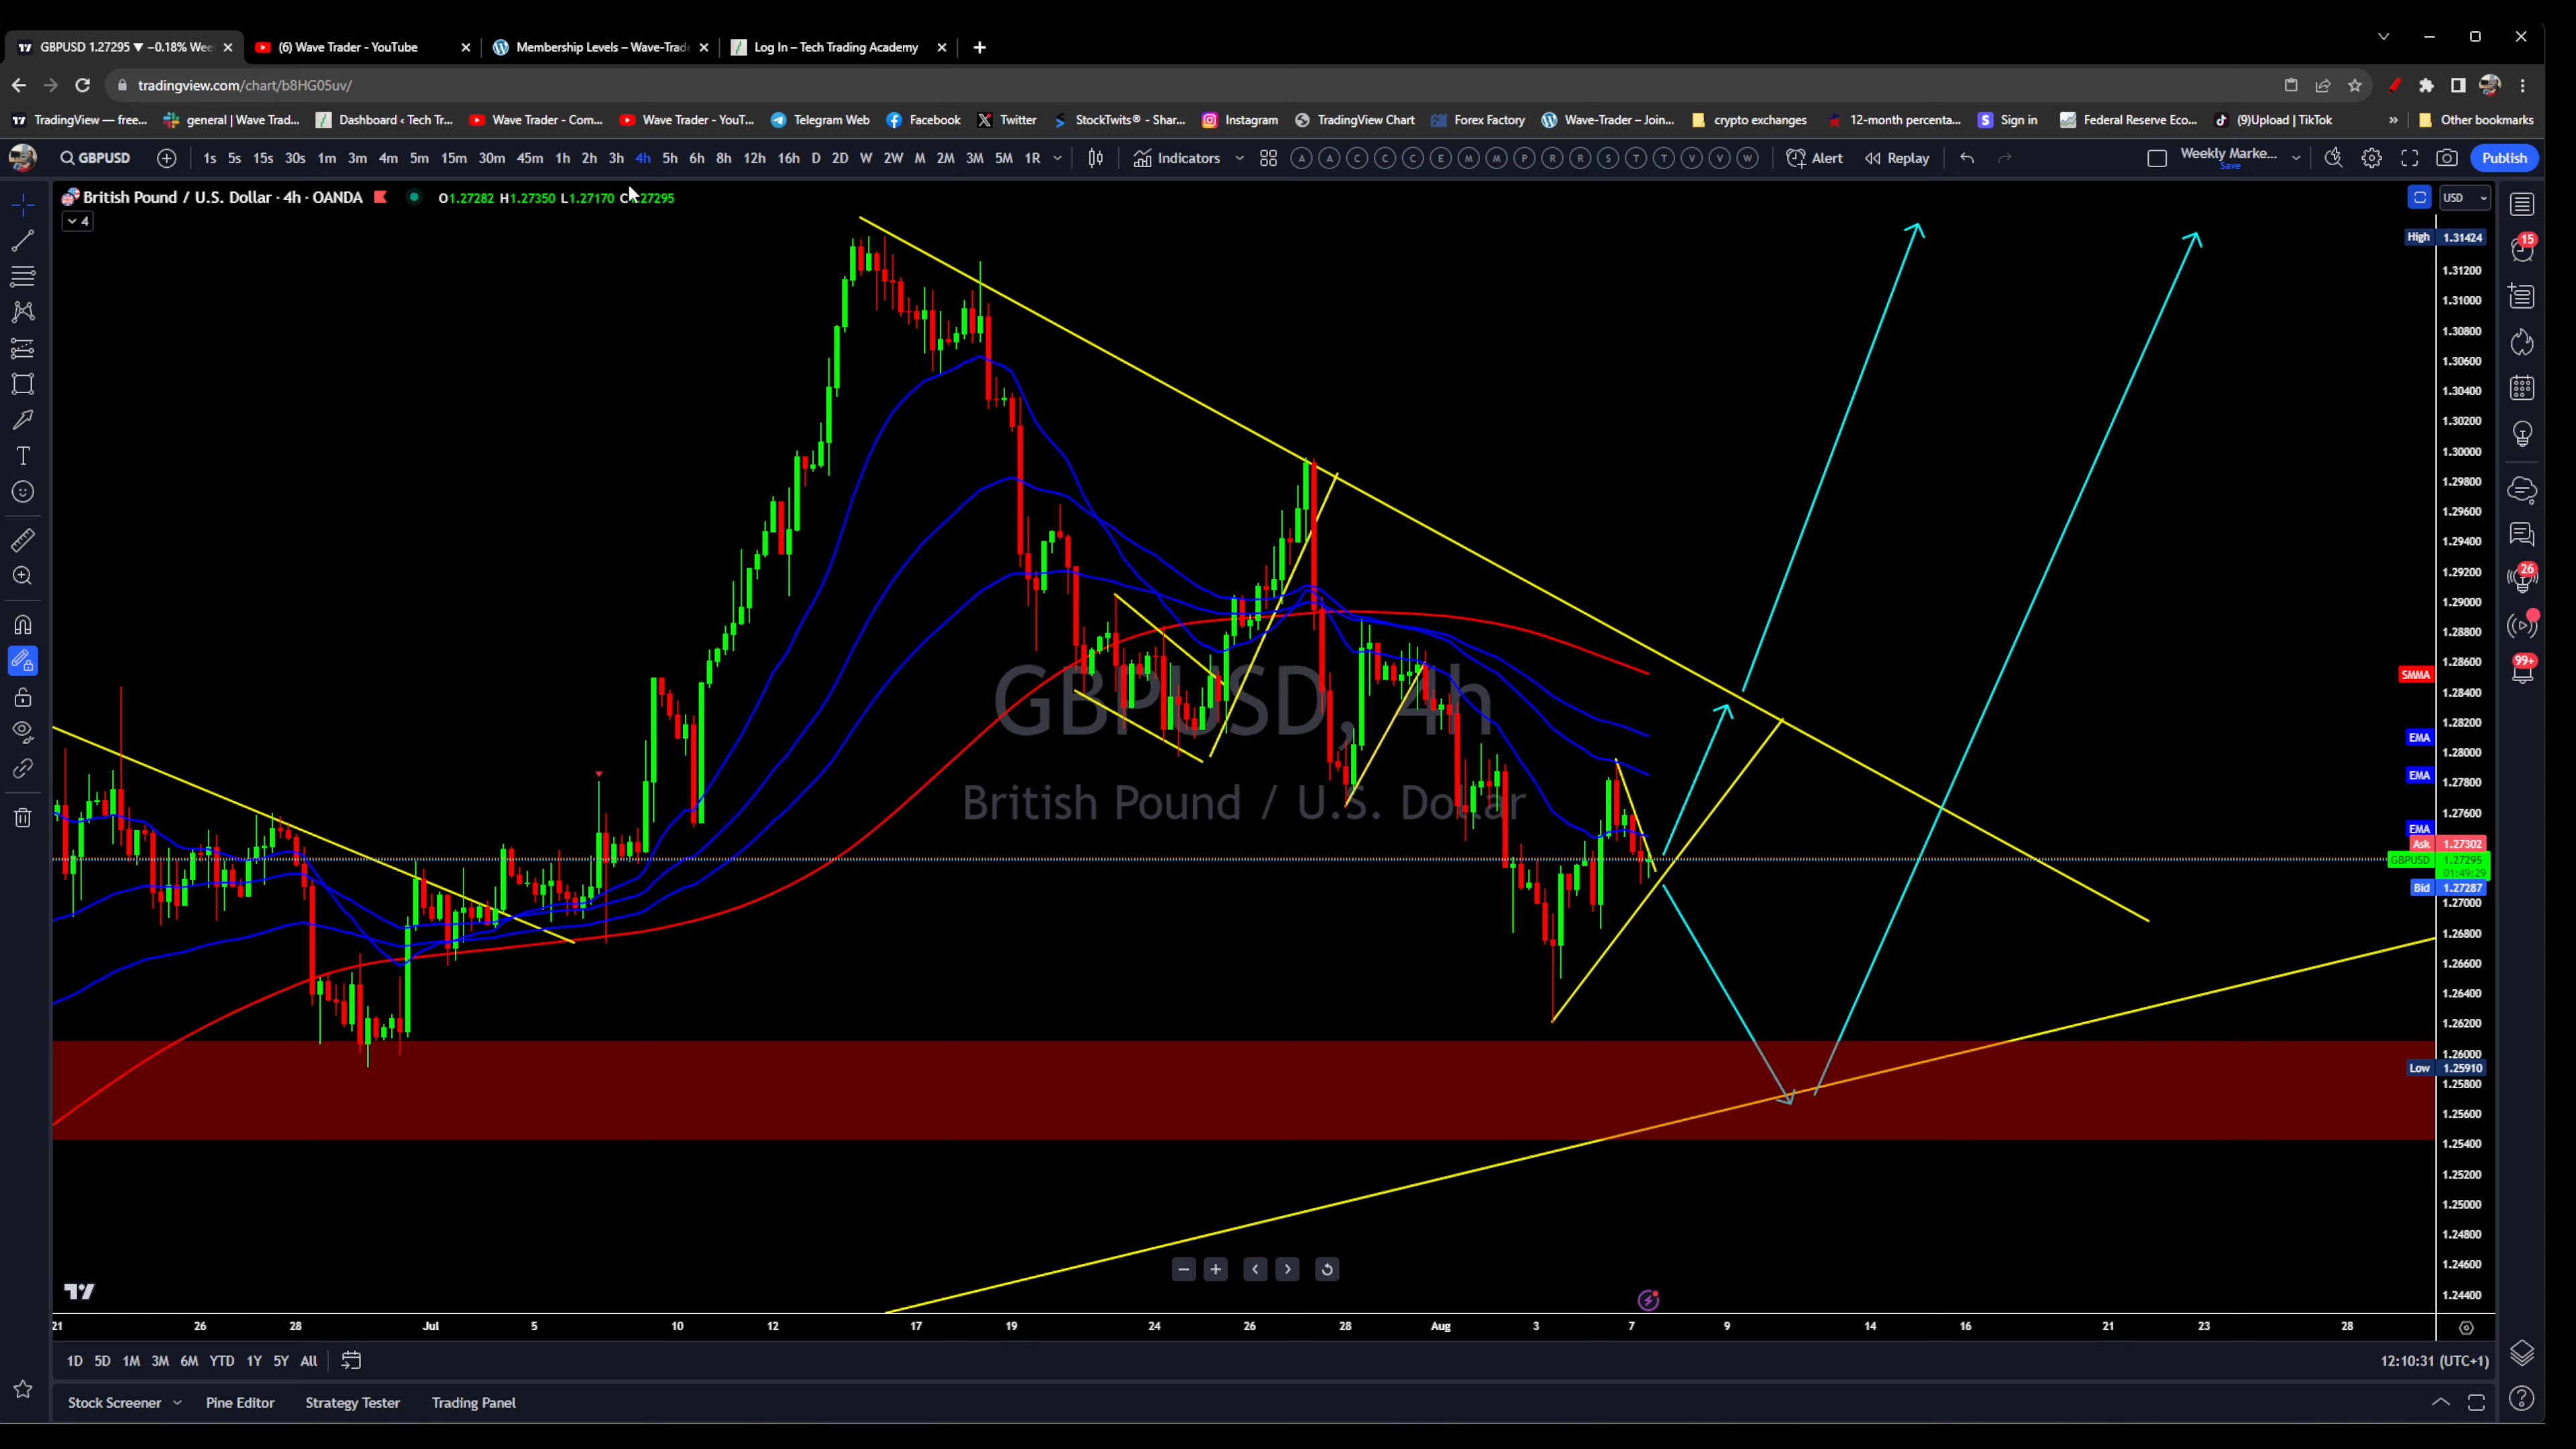 GBPUSD 1.27295 ▼ −0.18% Wee
(6) Wave Trader - YouTube
Membership Levels – Wave-Trade
Log In – Tech Trading Academy
tradingview.com/chart/b8HG05uv/
TradingView — free...
general | Wave Trad...
Dashboard ‹ Tech Tr...
Wave Trader - Com...
Wave Trader - YouT...
Telegram Web
Facebook
Twitter
StockTwits® - Shar...
Instagram
TradingView Chart
Forex Factory
Wave-Trader – Join...
crypto exchanges
12-month percenta...
Sign in
Federal Reserve Eco...
(9)Upload | TikTok
»
Other bookmarks
GBPUSD
1s 5s 15s 30s 1m 3m 4m 5m 15m 30m 45m 1h 2h 3h 4h 5h 6h 8h 12h 16h D 2D W 2W M 2M 3M 5M 1R
Indicators
A A C C C E M M P R R S T T V V W
Alert
Replay
Weekly Marke...
Save
Publish
British Pound / U.S. Dollar · 4h · OANDA
O1.27282 H1.27350 L1.27170 C1.27295
4
USD
High 1.31424
1.31200
1.31000
1.30800
1.30600
1.30400
1.30200
1.30000
1.29800
1.29600
1.29400
1.29200
1.29000
1.28800
1.28600
SMMA
1.28400
1.28200
EMA
1.28000
EMA
1.27800
1.27600
EMA
Ask 1.27302
GBPUSD 1.27295
01:49:29
Bid 1.27287
1.27000
1.26800
1.26600
1.26400
1.26200
1.26000
Low 1.25910
1.25800
1.25600
1.25400
1.25200
1.25000
1.24800
1.24600
1.24400
GBPUSD, 4h
British Pound / U.S. Dollar
15
26
99+
21 26 28 Jul 5 10 12 17 19 24 26 28 Aug 3 7 9 14 16 21 23 28
1D 5D 1M 3M 6M YTD 1Y 5Y All
12:10:31 (UTC+1)
Stock Screener
Pine Editor
Strategy Tester
Trading Panel